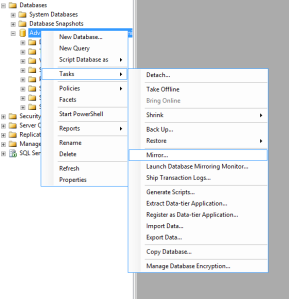 Databases
System Databases
Database Snapshots
Adv
New Database...
New Query
Script Database as
Tasks
Policies
Facets
Start PowerShell
Reports
Rename
Delete
Refresh
Properties
Detach...
Take Offline
Bring Online
Shrink
Back Up...
Restore
Mirror...
Launch Database Mirroring Monitor...
Ship Transaction Logs...
Generate Scripts...
Extract Data-tier Application...
Register as Data-tier Application...
Import Data...
Export Data...
Copy Database...
Manage Database Encryption...
Security
Server O
Replicat
Manage
SQL Ser